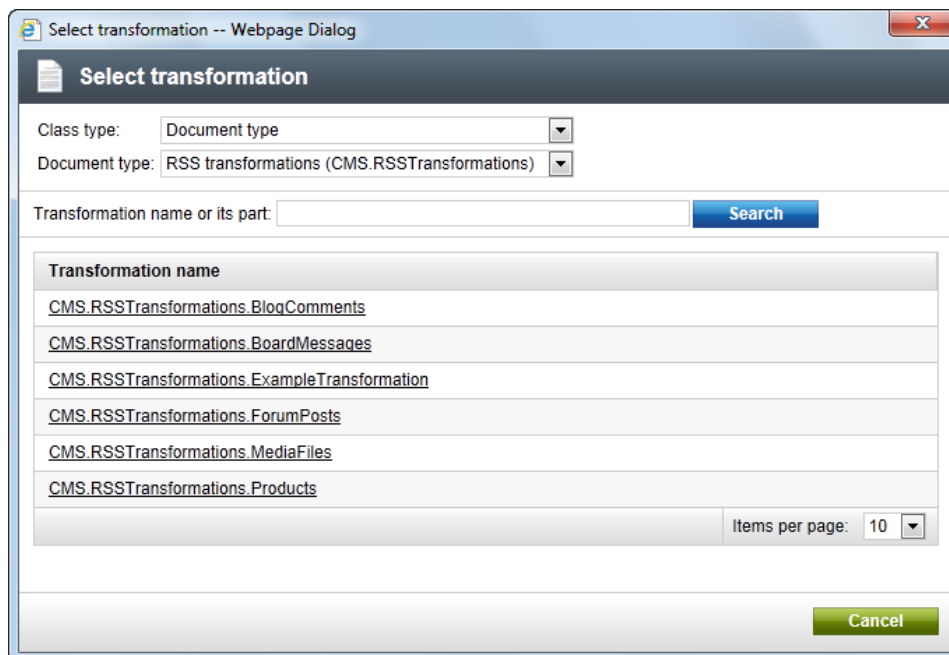 Select transformation -- Webpage Dialog
Select transformation
Class type: Document type
Document type: RSS transformations (CMS.RSSTransformations)
Transformation name or its part: Search
Transformation name
CMS.RSSTransformations.BlogComments
CMS.RSSTransformations.BoardMessages
CMS.RSSTransformations.ExampleTransformation
CMS.RSSTransformations.ForumPosts
CMS.RSSTransformations.MediaFiles
CMS.RSSTransformations.Products
Items per page: 10
Cancel